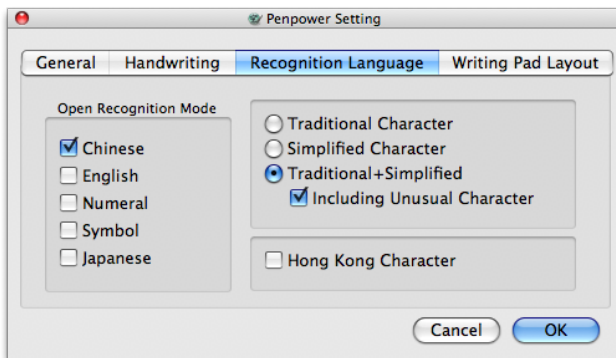 Penpower Setting
General Handwriting Recognition Language Writing Pad Layout
Open Recognition Mode
Chinese
English
Numeral
Symbol
Japanese
Traditional Character
Simplified Character
Traditional+Simplified
Including Unusual Character
Hong Kong Character
Cancel OK